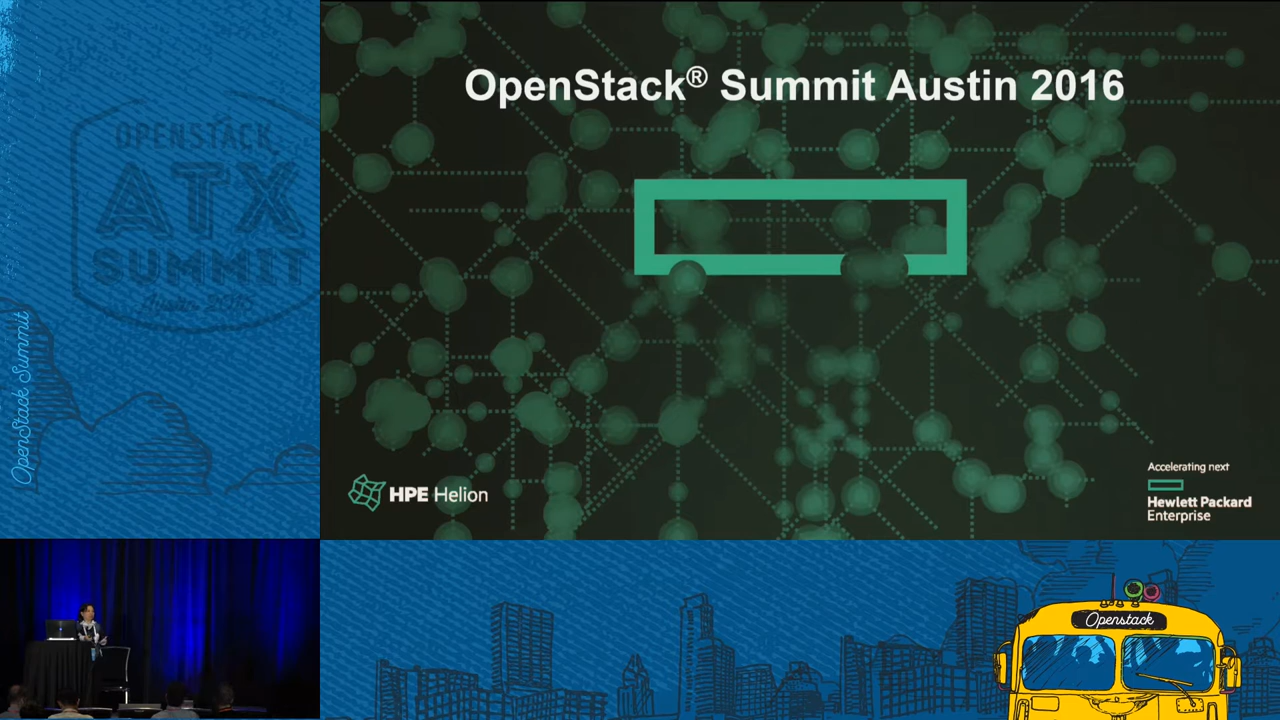 OpenStack® Summit Austin 2016
HPE Helion
Accelerating next
Hewlett Packard
Enterprise
OPENSTACK
ATX
SUMMIT
Austin 2016
OpenStack Summit
Openstack